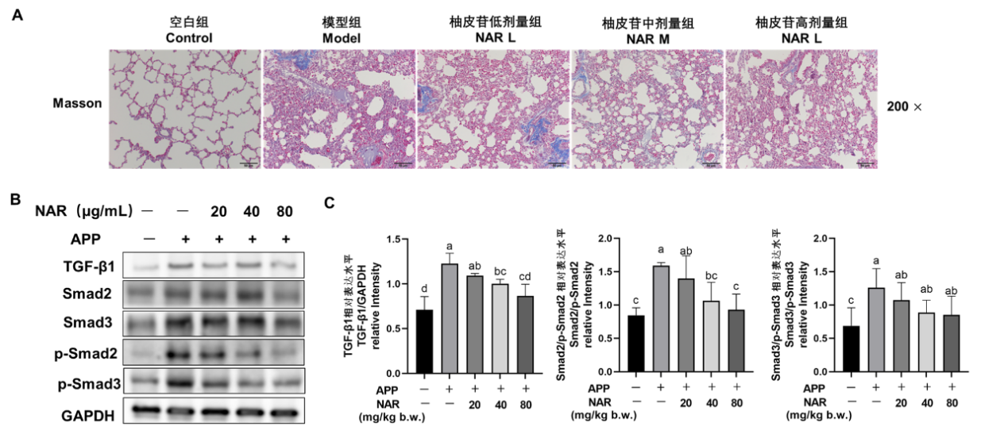 A
空白组
Control
模型组
Model
柚皮苷低剂量组
NAR L
柚皮苷中剂量组
NAR M
柚皮苷高剂量组
NAR L
Masson
200 ×
B
NAR（μg/mL） — — 20 40 80
APP — + + + +
TGF-β1
Smad2
Smad3
p-Smad2
p-Smad3
GAPDH
C
TGF-β1相对表达水平
TGF-β1/GAPDH
relative Intensity
1.5
1.0
0.5
0.0
d a ab bc cd
APP — + + + +
NAR — — 20 40 80
(mg/kg b.w.)
Smad2/p-Smad2 相对表达水平
Smad2/p-Smad2
relative Intensity
2.0
1.5
1.0
0.5
0.0
c a ab bc c
APP — + + + +
NAR — — 20 40 80
(mg/kg b.w.)
Smad3/p-Smad3 相对表达水平
Smad3/p-Smad3
relative Intensity
2.0
1.5
1.0
0.5
0.0
c a ab ab ab
APP — + + + +
NAR — — 20 40 80
(mg/kg b.w.)